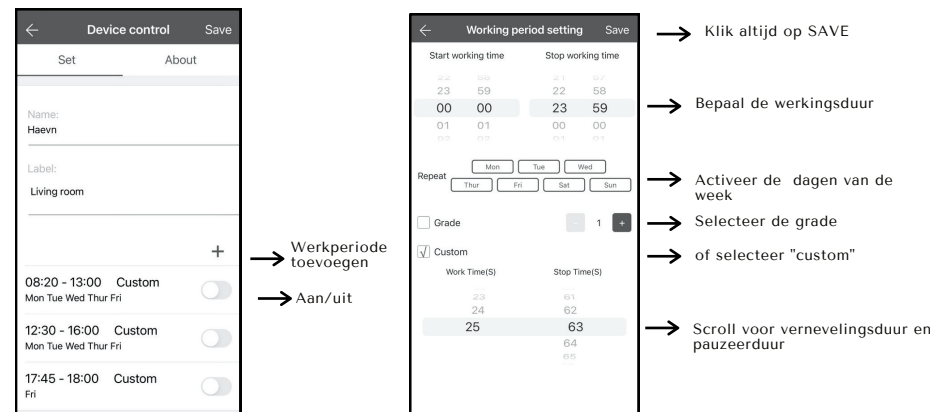 Device control Save
Set About
Name:
Haevn
Label:
Living room
+
08:20 - 13:00 Custom
Mon Tue Wed Thur Fri
12:30 - 16:00 Custom
Mon Tue Wed Thur Fri
17:45 - 18:00 Custom
Fri
Werkperiode
toevoegen
Aan/uit
Working period setting Save
Start working time Stop working time
23 59 22 58
00 00 23 59
01 01 00 00
Repeat
Mon Tue Wed
Thur Fri Sat Sun
Grade - 1 +
√ Custom
Work Time(S) Stop Time(S)
23 61
24 62
25 63
64
65
Klik altijd op SAVE
Bepaal de werkingsduur
Activeer de dagen van de
week
Selecteer de grade
of selecteer "custom"
Scroll voor vernevelingsduur en
pauzeerduur